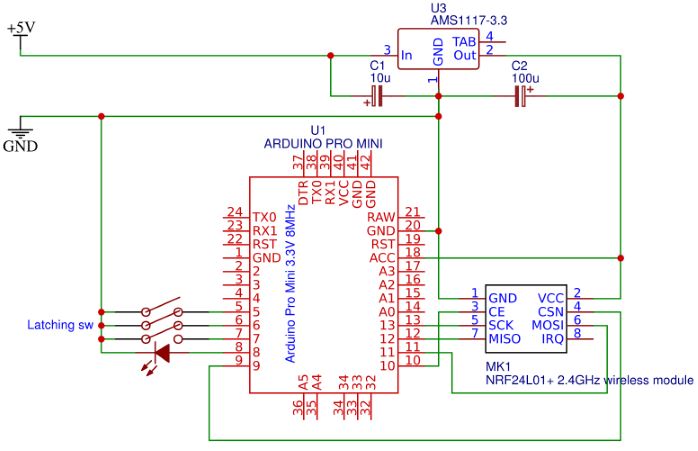 +5V
U3
AMS1117-3.3
3 In GND TAB 4
Out 2
1
C1
10u
+
C2
100u
+
GND
U1
ARDUINO PRO MINI
37 38 39 40 41 42
DTR TX0 RX1 VCC GND GND
24 TX0 RAW 21
23 RX1 GND 20
22 RST RST 19
1 GND ACC 18
2 2 A3 17
3 3 A2 16
4 4 A1 15
5 5 A0 14
6 6 13 13
7 7 12 12
8 8 11 11
9 9 10 10
Arduino Pro Mini 3.3V 8MHz
A5 A4 34 33 32
36 35 34 33 32
Latching sw
1 GND VCC 2
3 CE CSN 4
5 SCK MOSI 6
7 MISO IRQ 8
MK1
NRF24L01+ 2.4GHz wireless module